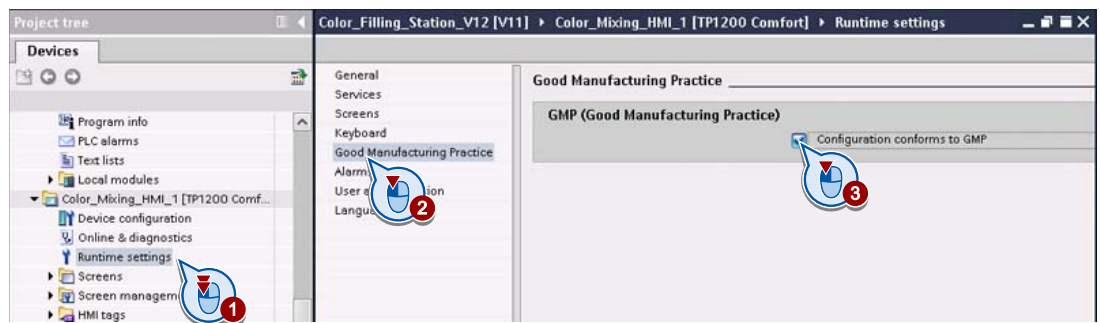 Project tree
Color_Filling_Station_V12 [V11] ▸ Color_Mixing_HMI_1 [TP1200 Comfort] ▸ Runtime settings
Devices
Program info
PLC alarms
Text lists
Local modules
Color_Mixing_HMI_1 [TP1200 Comf...
Device configuration
Online & diagnostics
Runtime settings
Screens
Screen managem
HMI tags
1
General
Services
Screens
Keyboard
Good Manufacturing Practice
Alarm
User a ion
Langu
2
Good Manufacturing Practice
GMP (Good Manufacturing Practice)
Configuration conforms to GMP
3